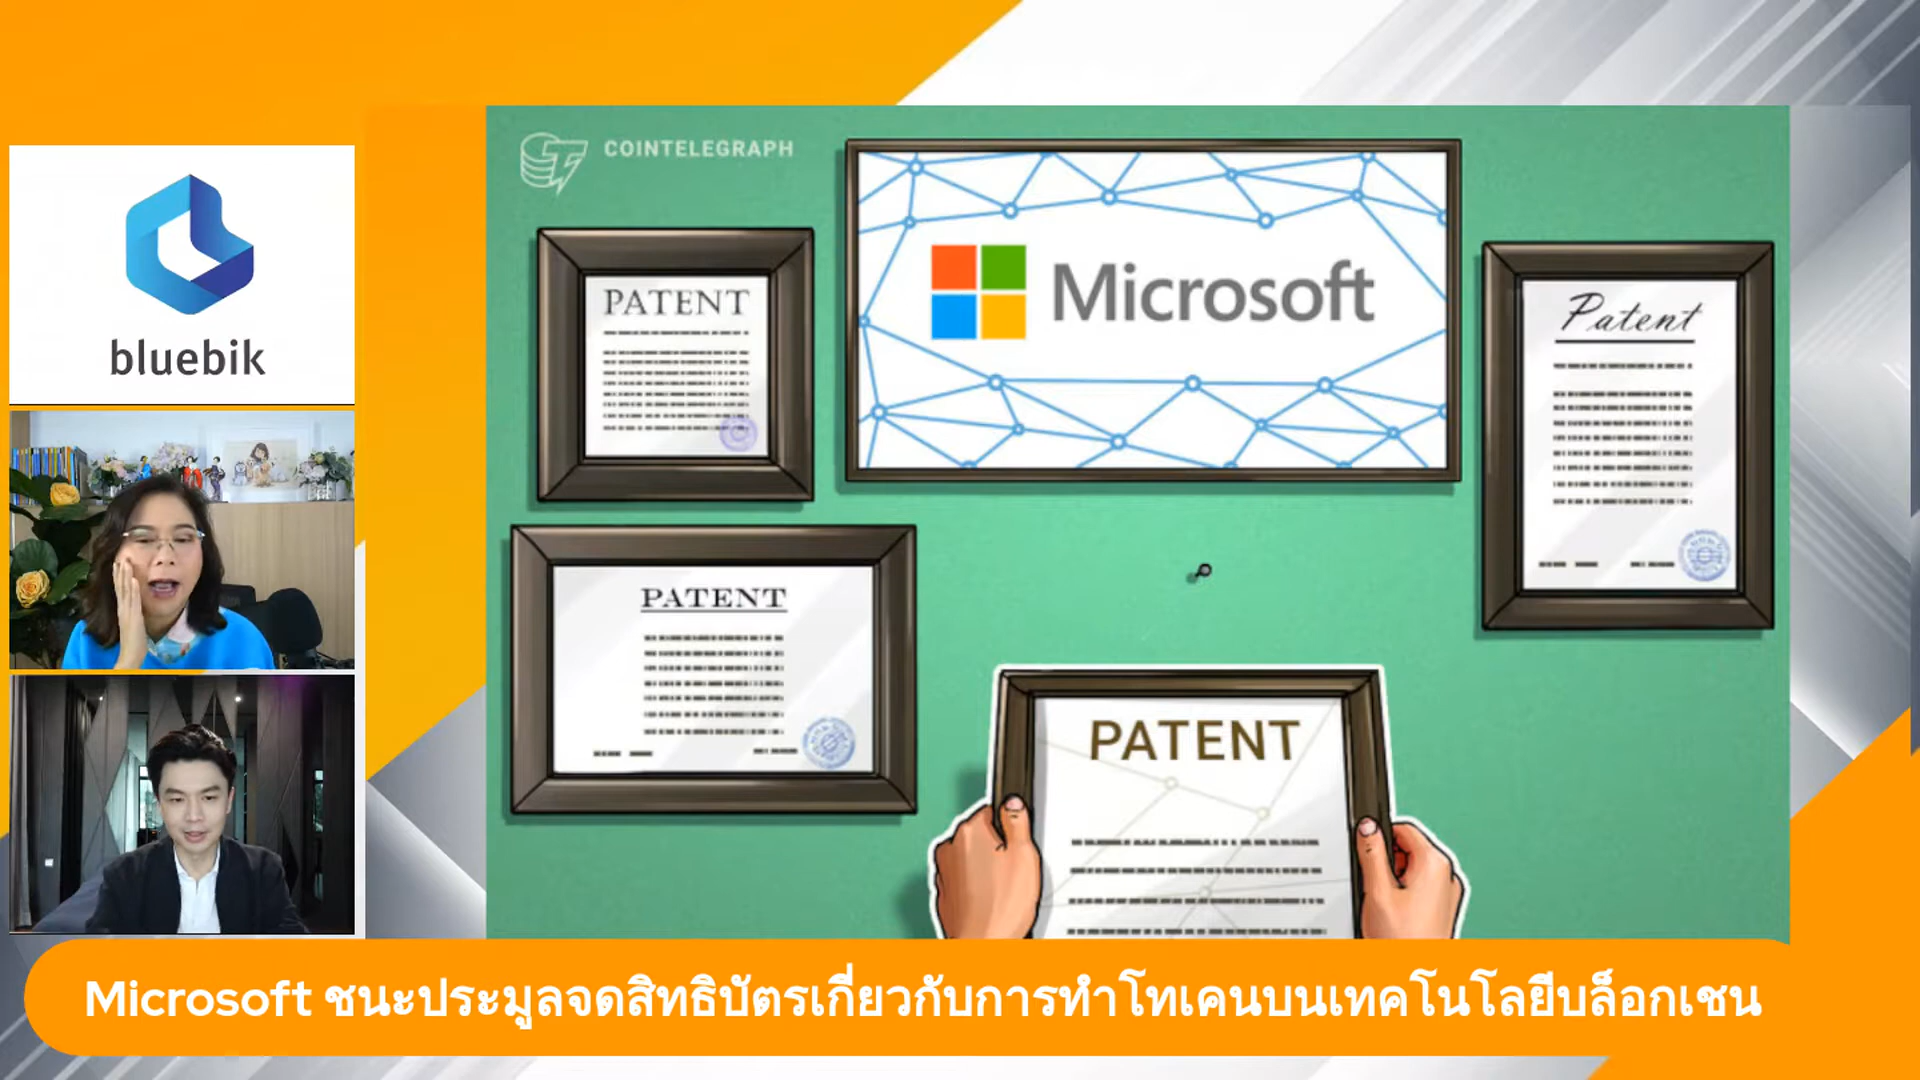 COINTELEGRAPH
Microsoft
PATENT
Patent
PATENT
PATENT
bluebik
Microsoft ชนะประมูลจดสิทธิบัตรเกี่ยวกับการทำโทเคนบนเทคโนโลยีบล็อกเชน